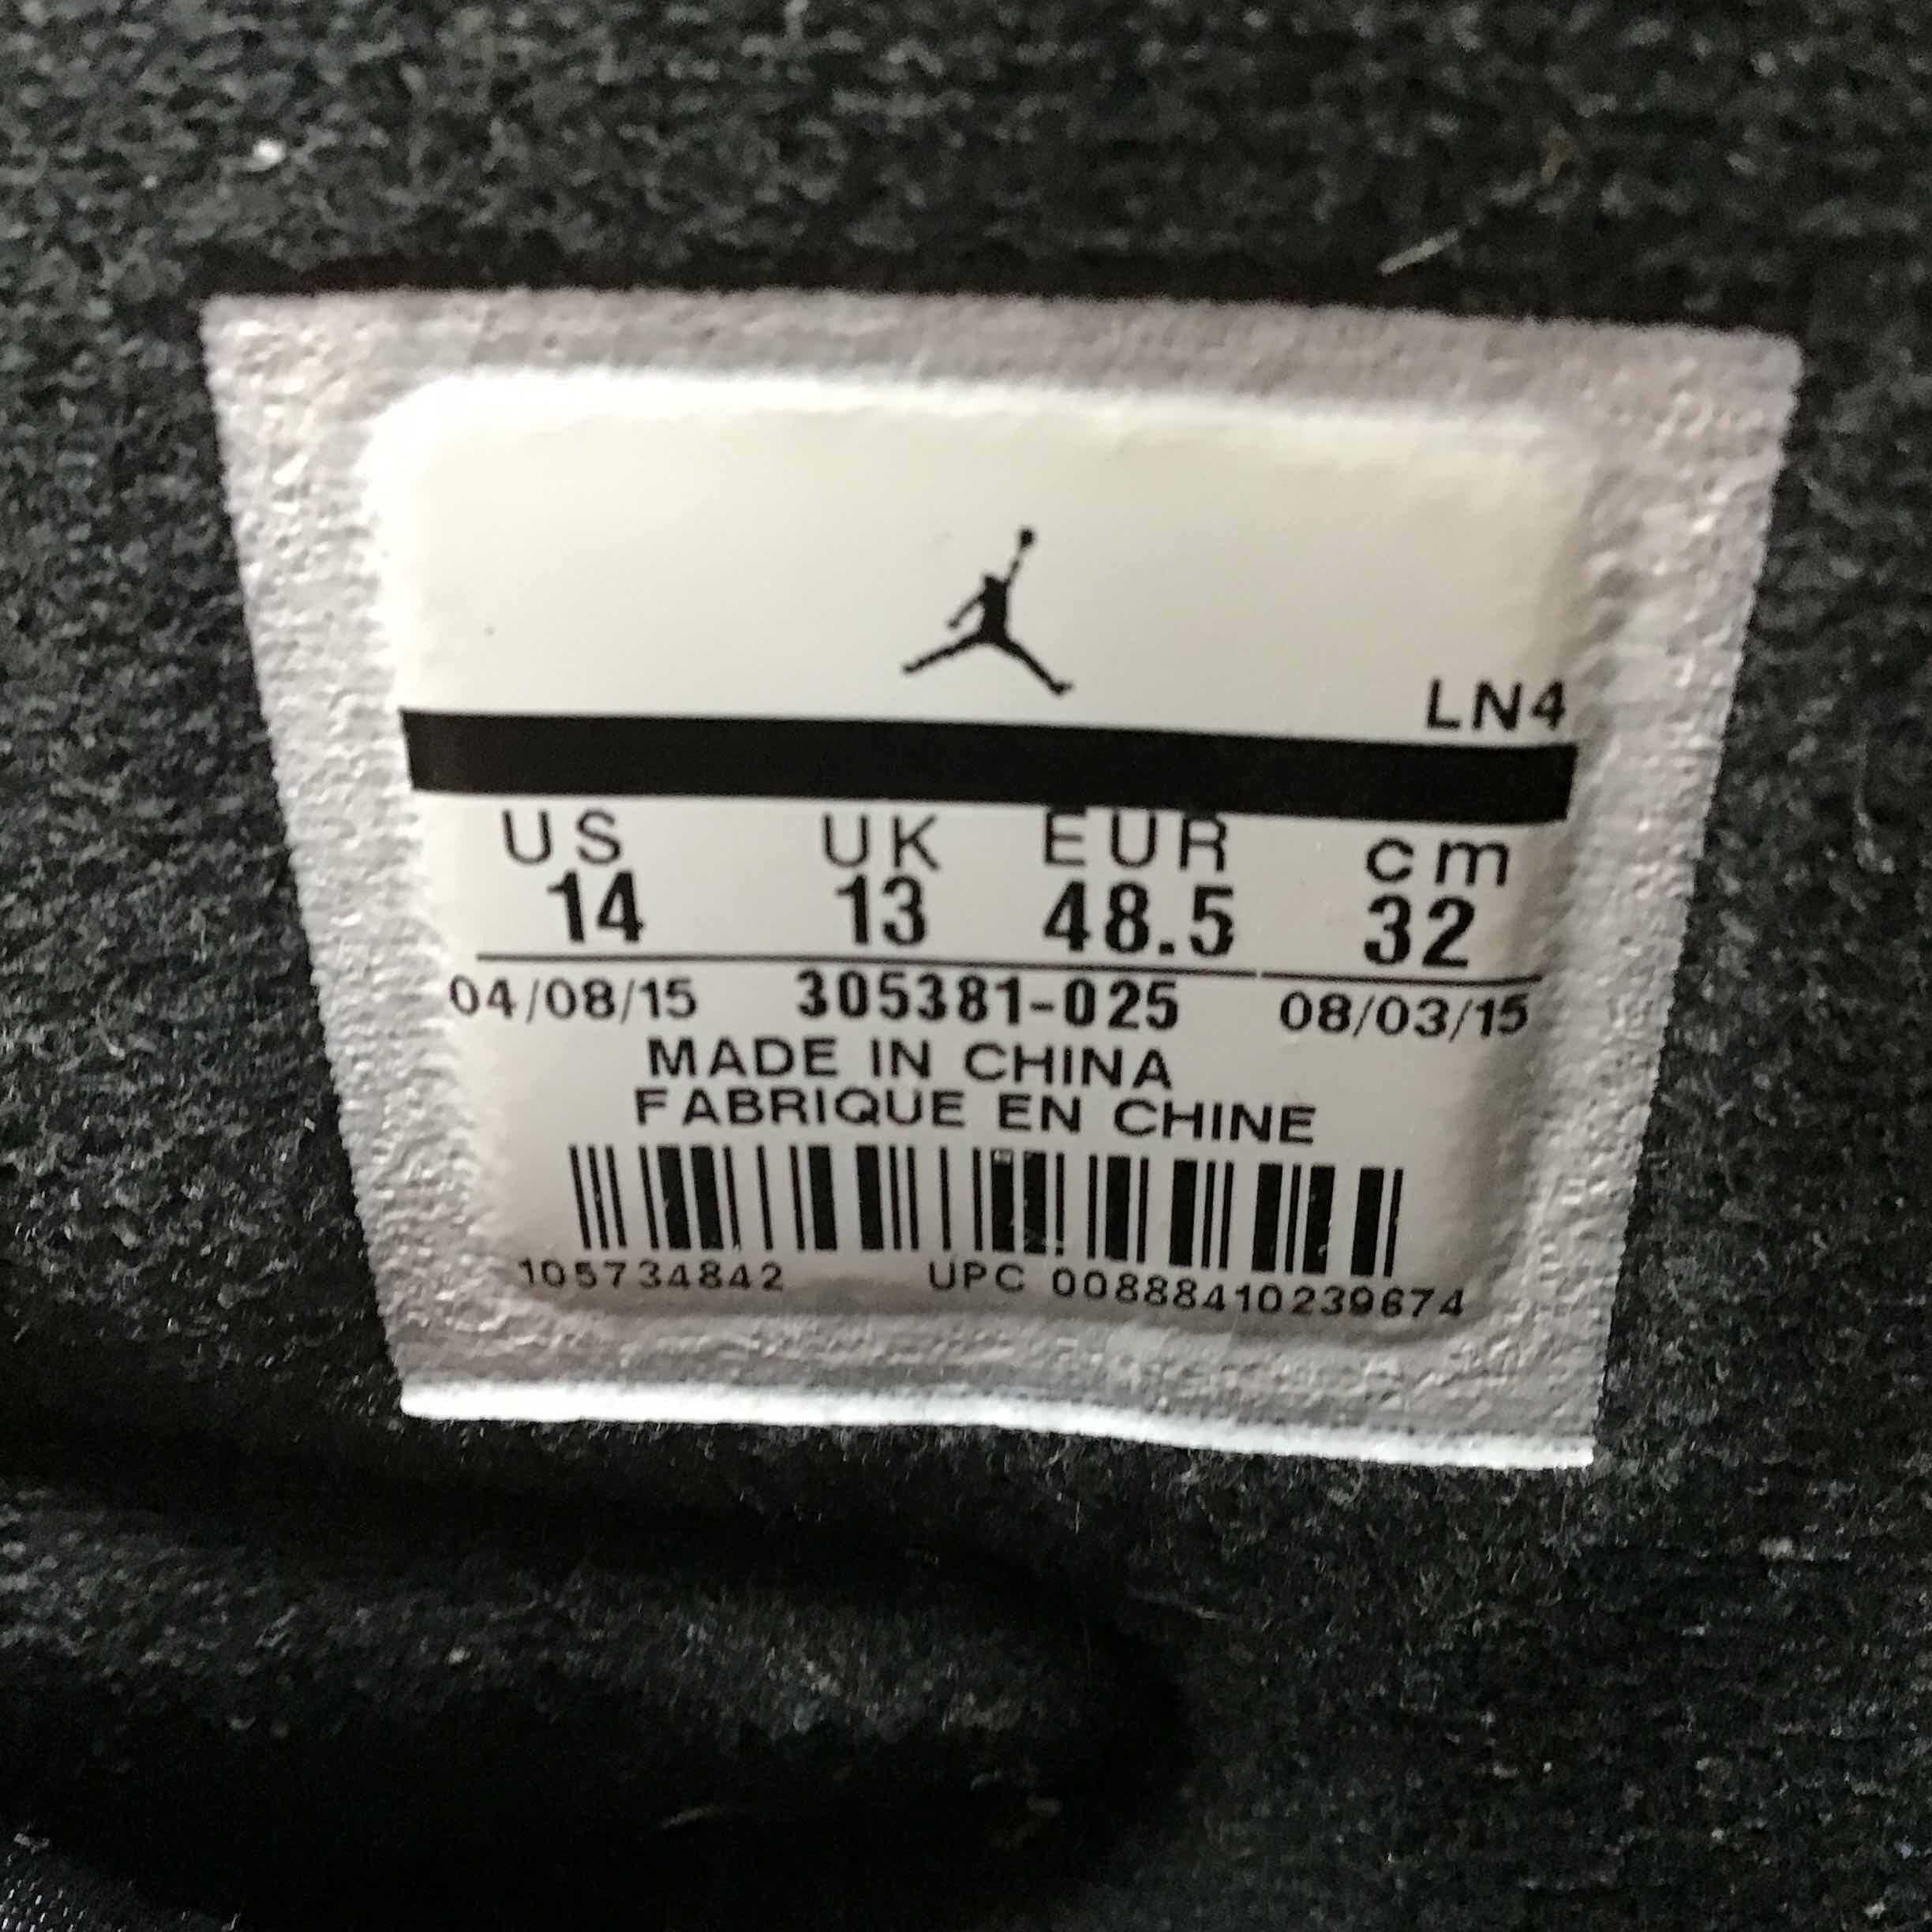 LN4
US UK EUR cm
14 13 48.5 32
04/08/15 305381-025 08/03/15
MADE IN CHINA
FABRIQUE EN CHINE
105734842 UPC 00888410239674